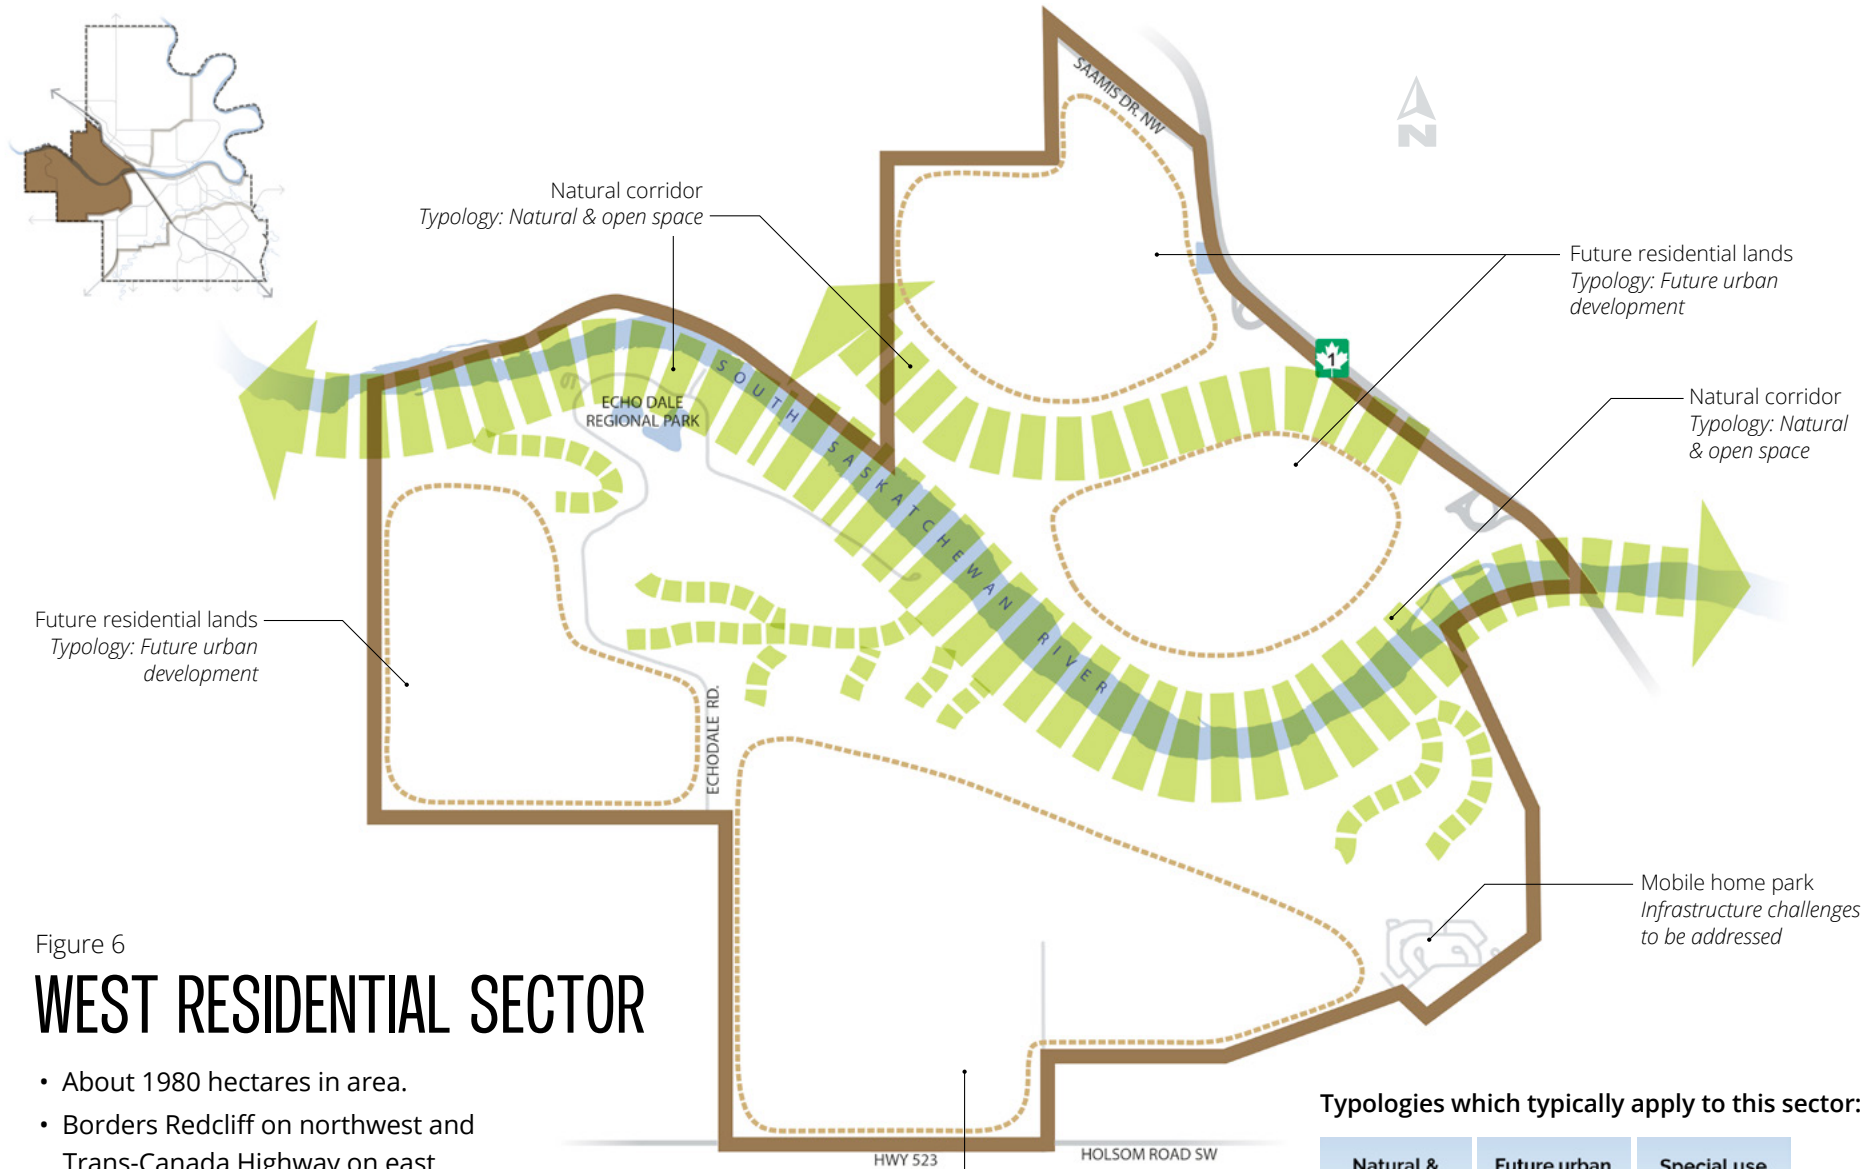 SAAMIS DR. NW
N
Natural corridor
Typology: Natural & open space
Future residential lands
Typology: Future urban
development
1
SOUTH SASKATCHEWAN RIVER
ECHO DALE
REGIONAL PARK
Natural corridor
Typology: Natural
& open space
Future residential lands
Typology: Future urban
development
ECHODALE RD.
Mobile home park
Infrastructure challenges
to be addressed
Figure 6
WEST RESIDENTIAL SECTOR
• About 1980 hectares in area.
• Borders Redcliff on northwest and
Trans-Canada Highway on east
HWY 523
HOLSOM ROAD SW
Typologies which typically apply to this sector:
Natural &
Future urban
Special use